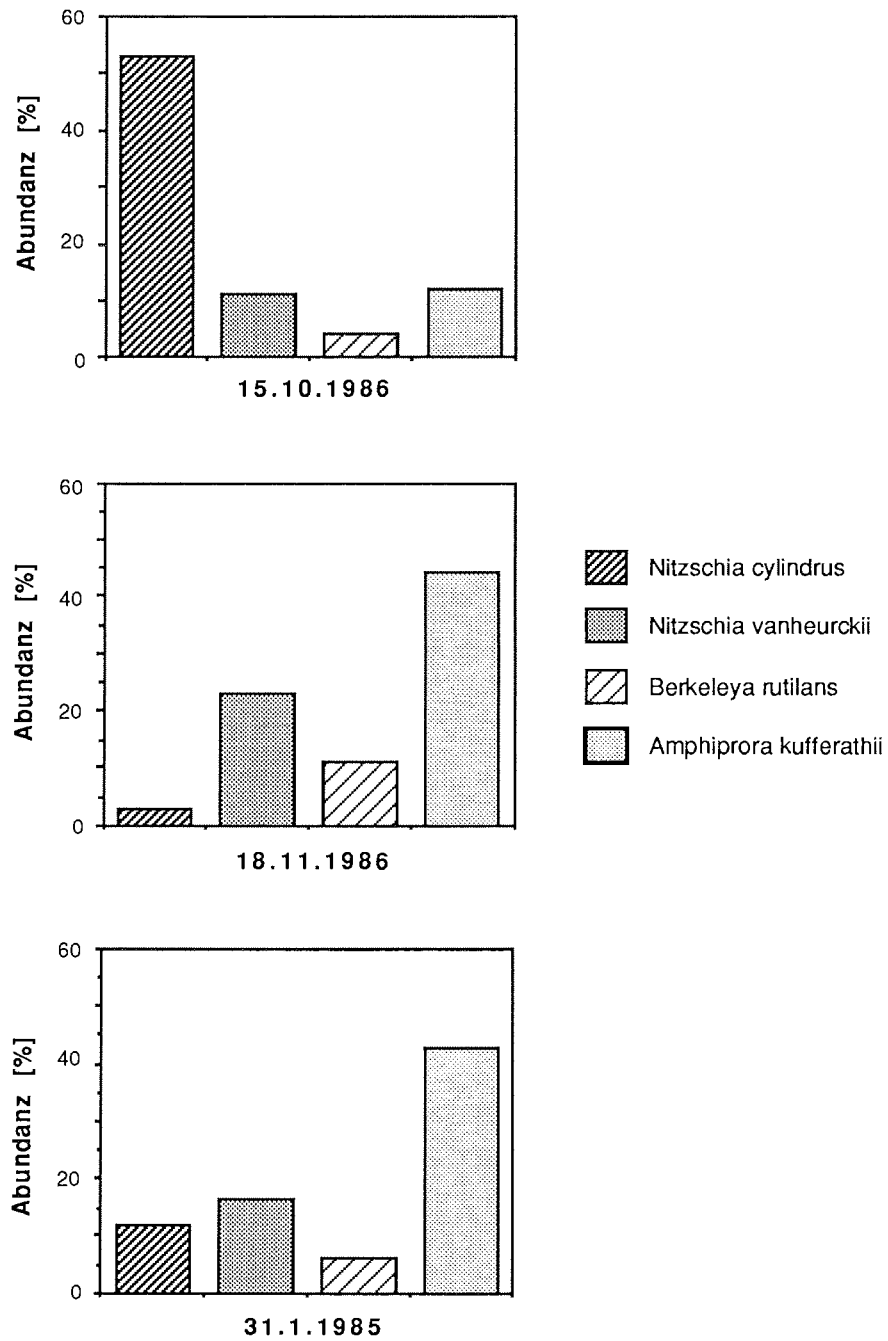 60
40
20
0
Abundanz [%]
15.10.1986
60
40
20
0
Abundanz [%]
18.11.1986
Nitzschia cylindrus
Nitzschia vanheurckii
Berkeleya rutilans
Amphiprora kufferathii
60
40
20
0
Abundanz [%]
31.1.1985